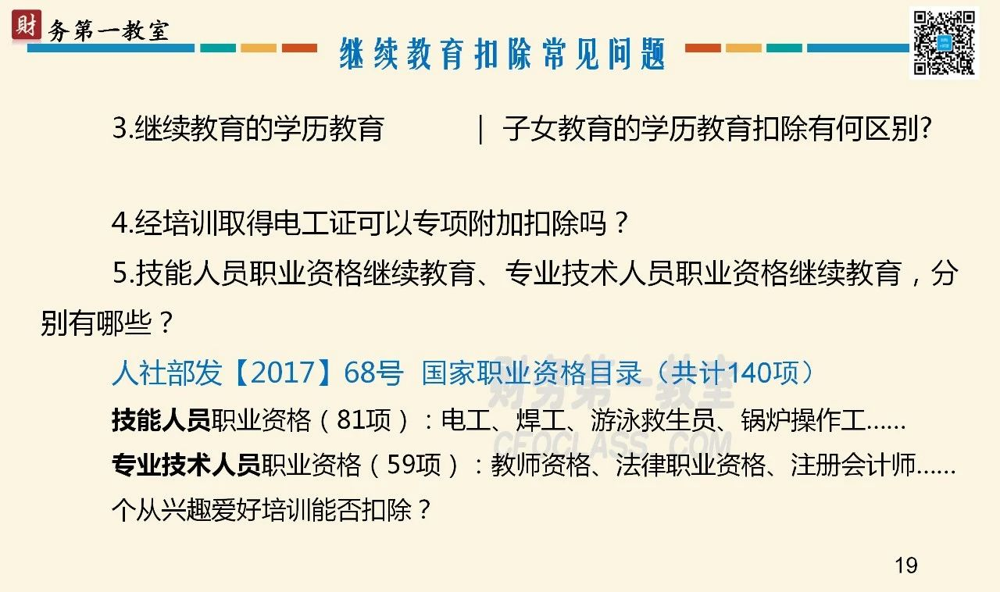 財 务第一教室
继续教育扣除常见问题
3.继续教育的学历教育 | 子女教育的学历教育扣除有何区别?
4.经培训取得电工证可以专项附加扣除吗？
5.技能人员职业资格继续教育、专业技术人员职业资格继续教育，分
别有哪些？
人社部发【2017】68号 国家职业资格目录（共计140项）
技能人员职业资格（81项）：电工、焊工、游泳救生员、锅炉操作工……
专业技术人员职业资格（59项）：教师资格、法律职业资格、注册会计师……
个从兴趣爱好培训能否扣除？
财务第一教室
CFOCLASS.COM
19